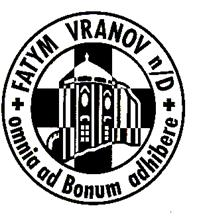 + FATYM VRANOV n/D +
omnia ad Bonum adhibere